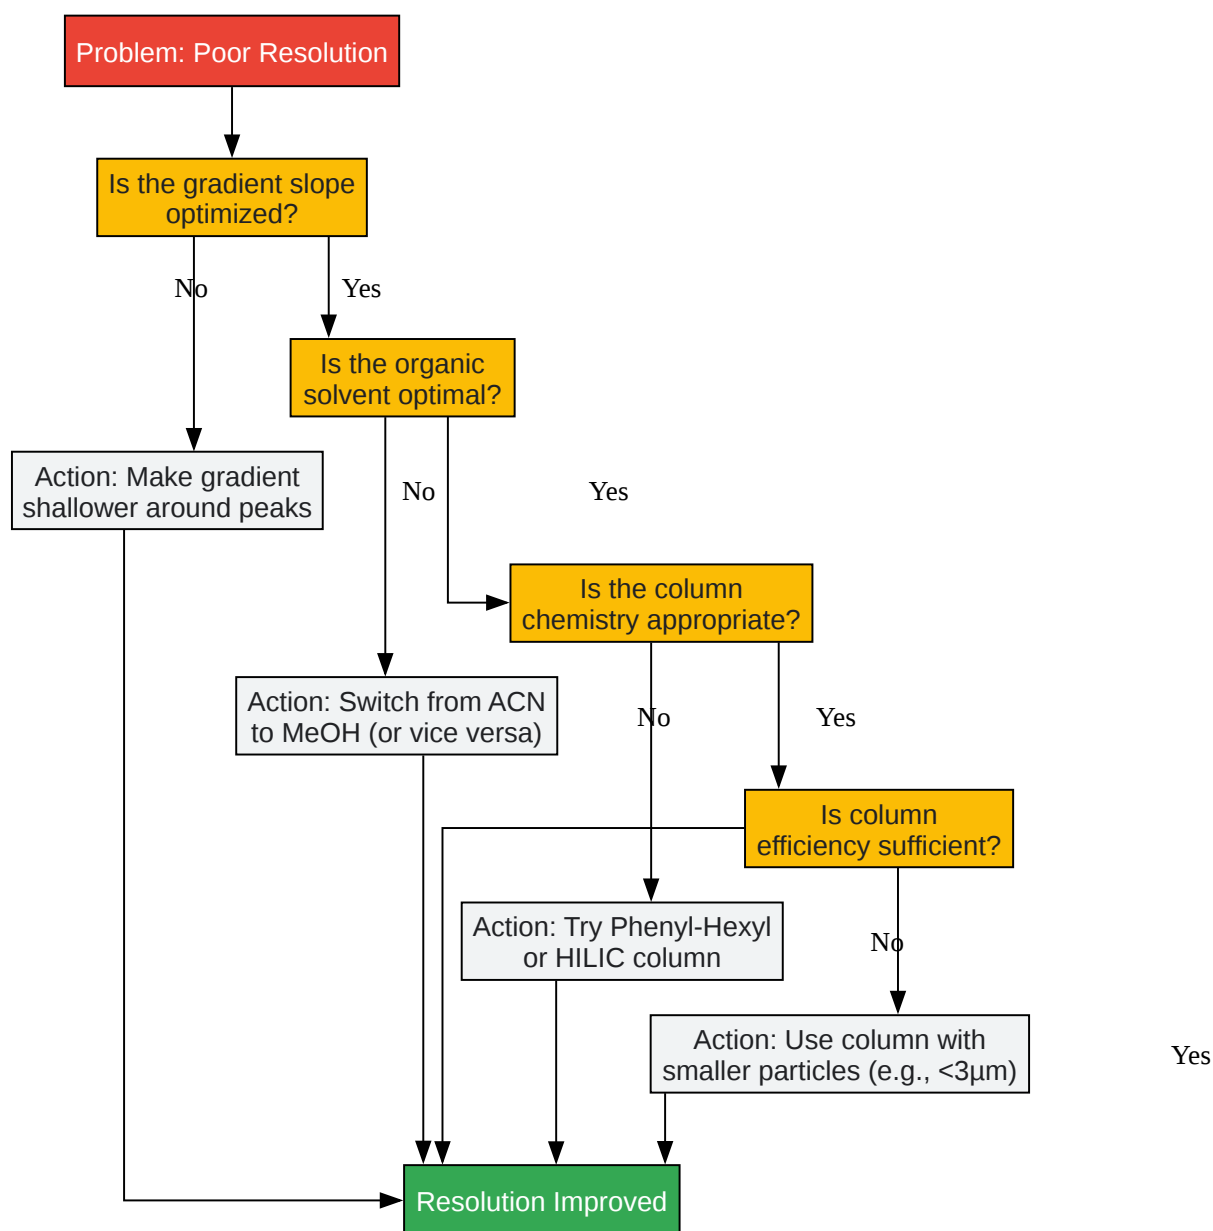 Problem: Poor Resolution
Is the gradient slope
optimized?
No
Yes
Is the organic
solvent optimal?
Action: Make gradient
shallower around peaks
No
Yes
Is the column
chemistry appropriate?
Action: Switch from ACN
to MeOH (or vice versa)
No
Yes
Is column
efficiency sufficient?
Action: Try Phenyl-Hexyl
or HILIC column
No
Action: Use column with
smaller particles (e.g., <3µm)
Yes
Resolution Improved